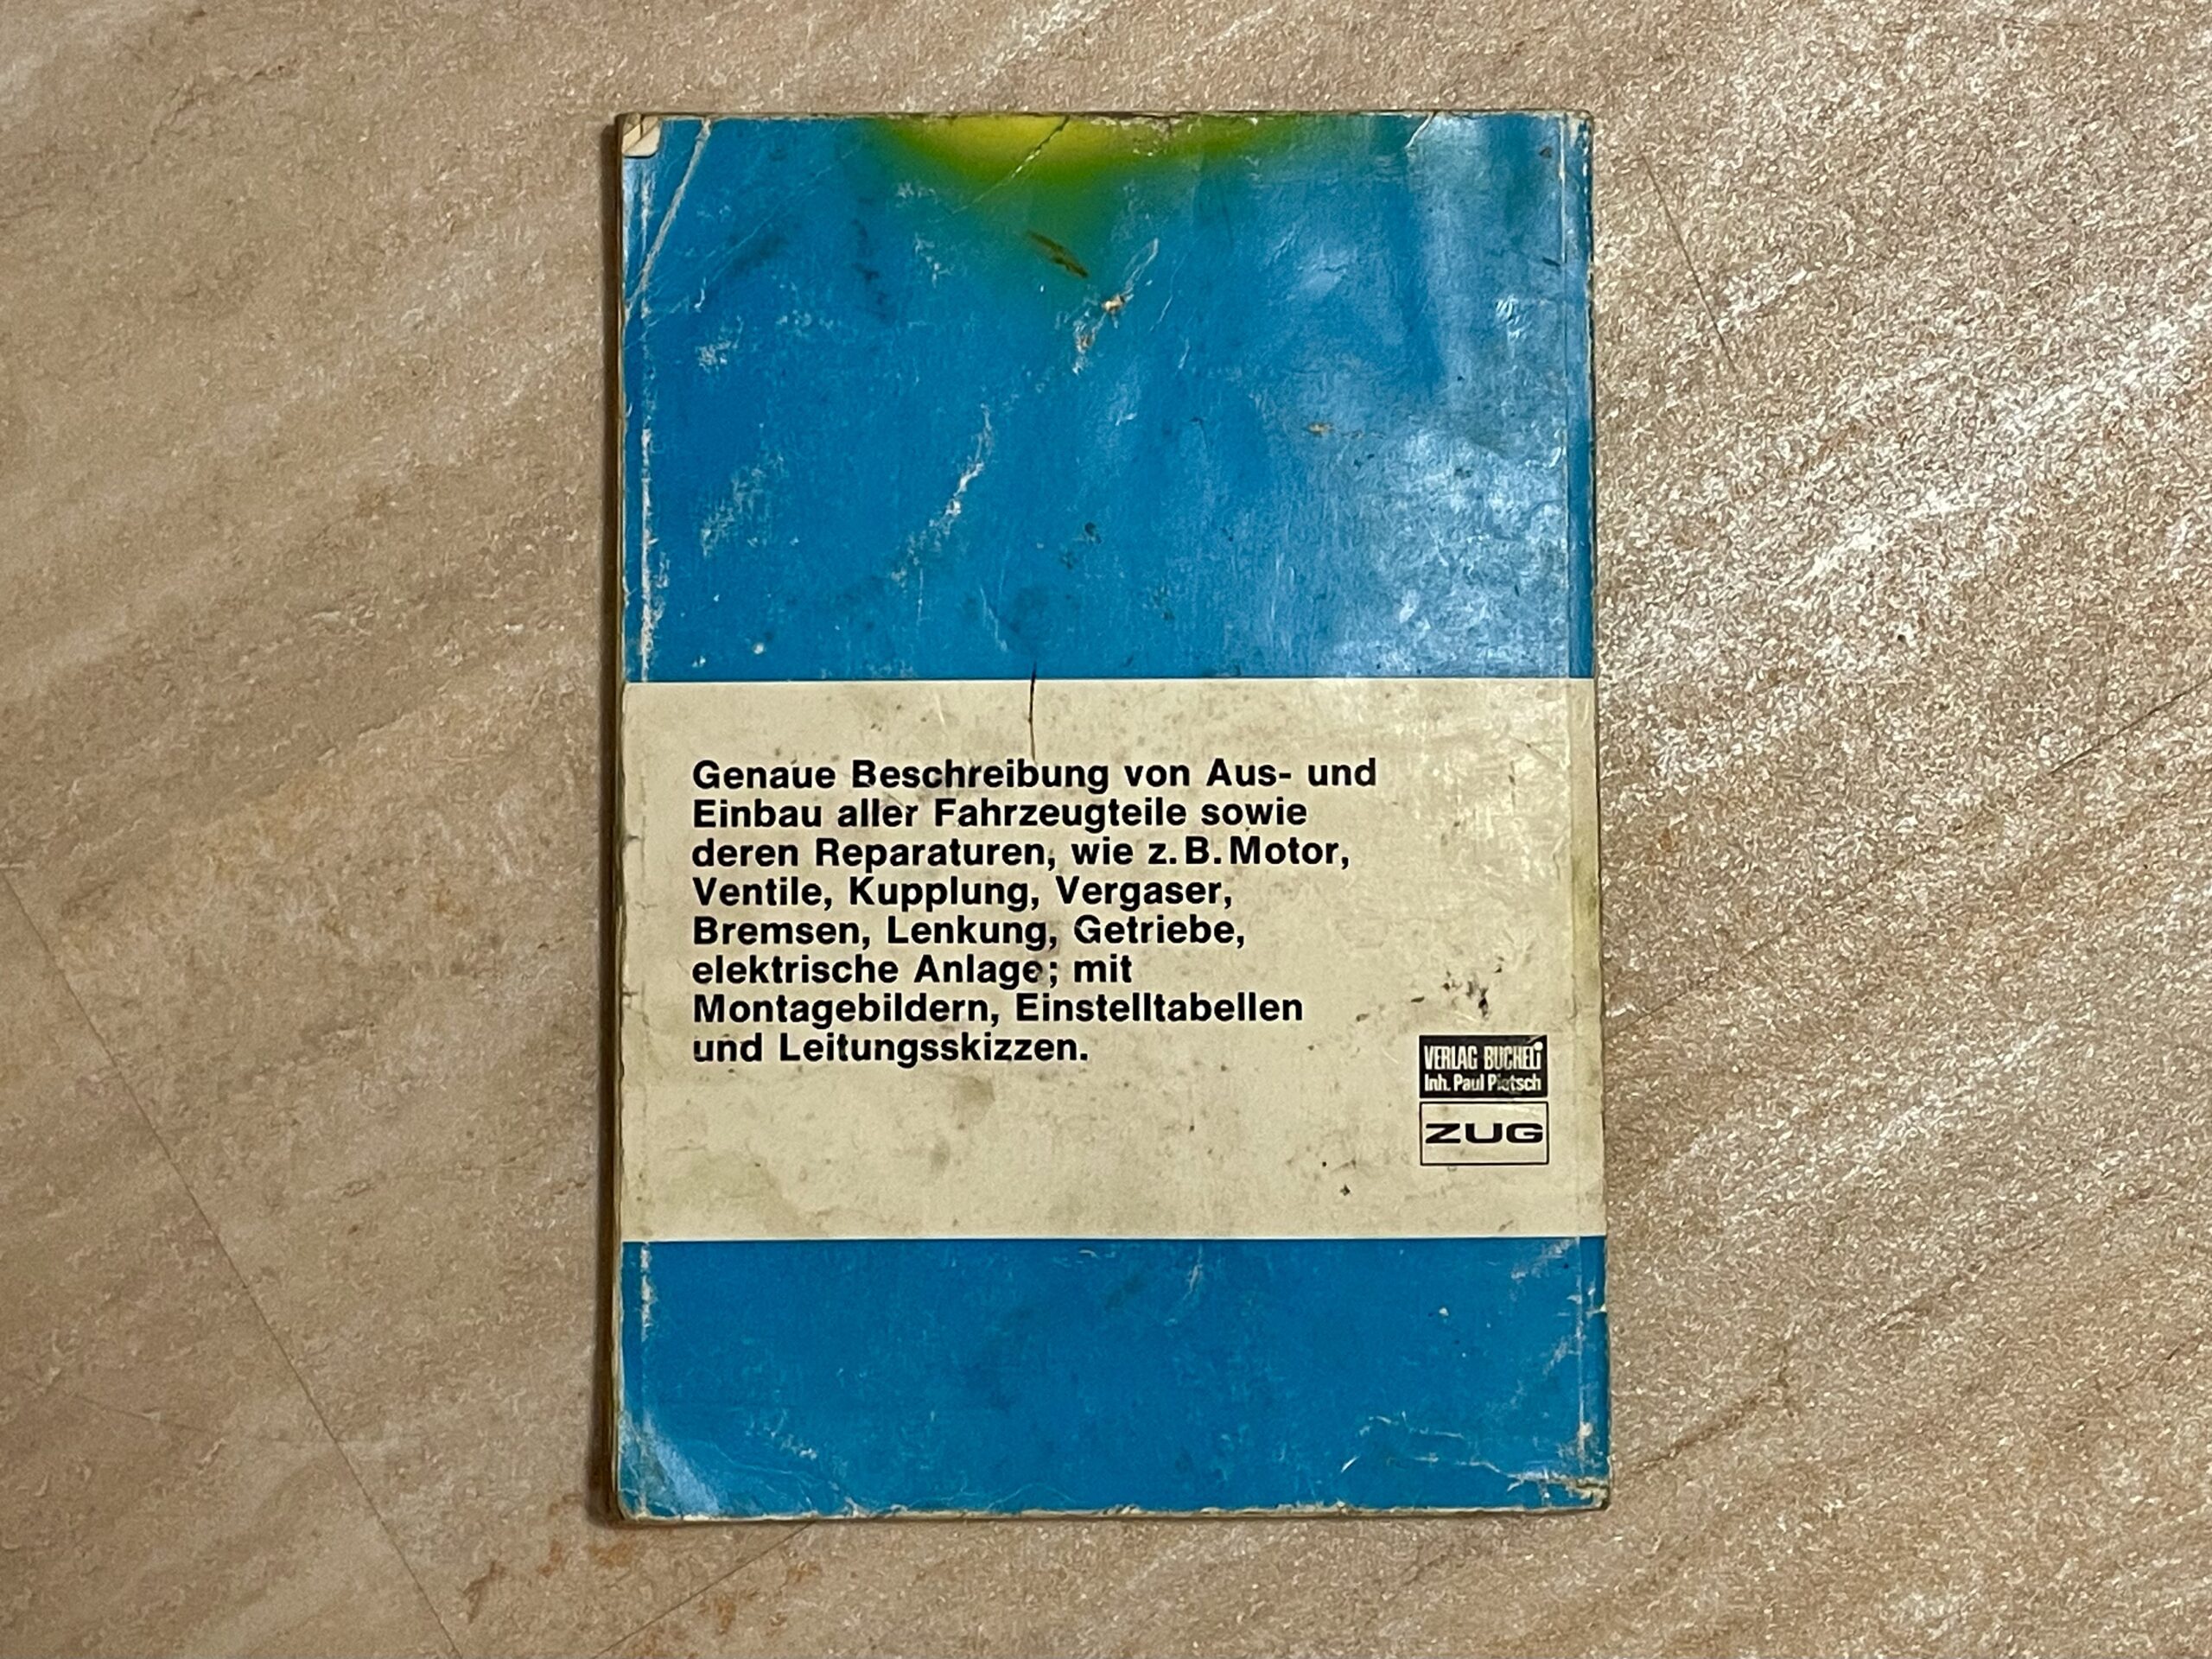 Genaue Beschreibung von Aus- und
Einbau aller Fahrzeugteile sowie
deren Reparaturen, wie z. B. Motor,
Ventile, Kupplung, Vergaser,
Bremsen, Lenkung, Getriebe,
elektrische Anlage; mit
Montagebildern, Einstelltabellen
und Leitungsskizzen.
VERLAG BUCHELI
Inh. Paul Pietsch
ZUG